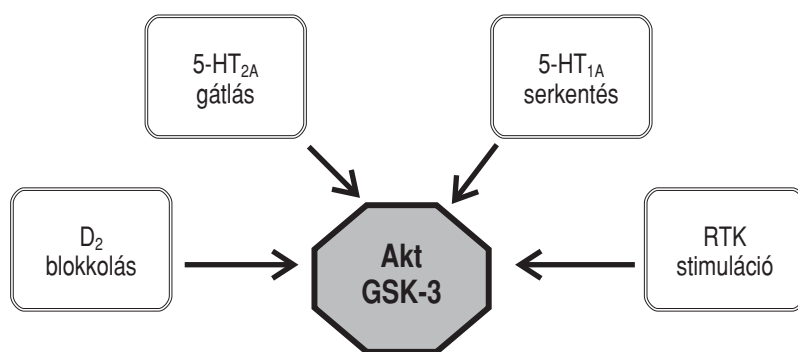 5-HT2A
gátlás
5-HT1A
serkentés
D2
blokkolás
Akt
GSK-3
RTK
stimuláció